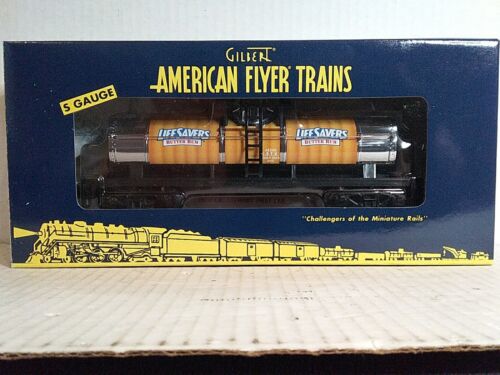 GILBERT®
AMERICAN FLYER® TRAINS
S GAUGE
LIFESAVERS
BUTTER RUM
LIFESAVERS
BUTTER RUM
"Challengers of the Miniature Rails"